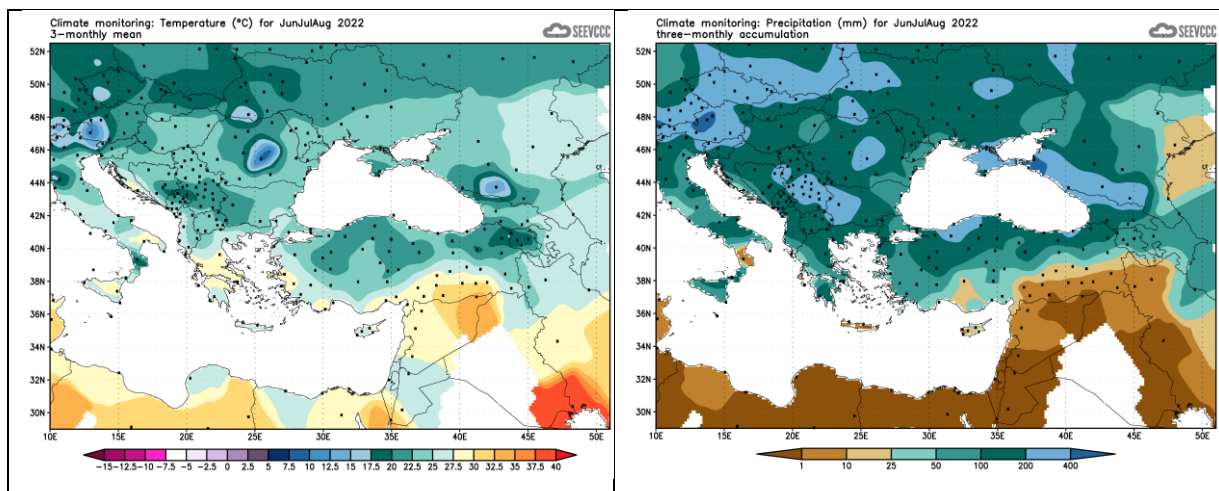 Climate monitoring: Temperature (°C) for JunJulAug 2022
3-monthly mean
SEEVCCC
52N
50N
48N
46N
44N
42N
40N
38N
36N
34N
32N
30N
10E 15E 20E 25E 30E 35E 40E 45E 50E
-15-12.5-10 -7.5 -5 -2.5 0 2.5 5 7.5 10 12.5 15 17.5 20 22.5 25 27.5 30 32.5 35 37.5 40
Climate monitoring: Precipitation (mm) for JunJulAug 2022
three-monthly accumulation
SEEVCCC
52N
50N
48N
46N
44N
42N
40N
38N
36N
34N
32N
30N
10E 15E 20E 25E 30E 35E 40E 45E 50E
1 10 25 50 100 200 400